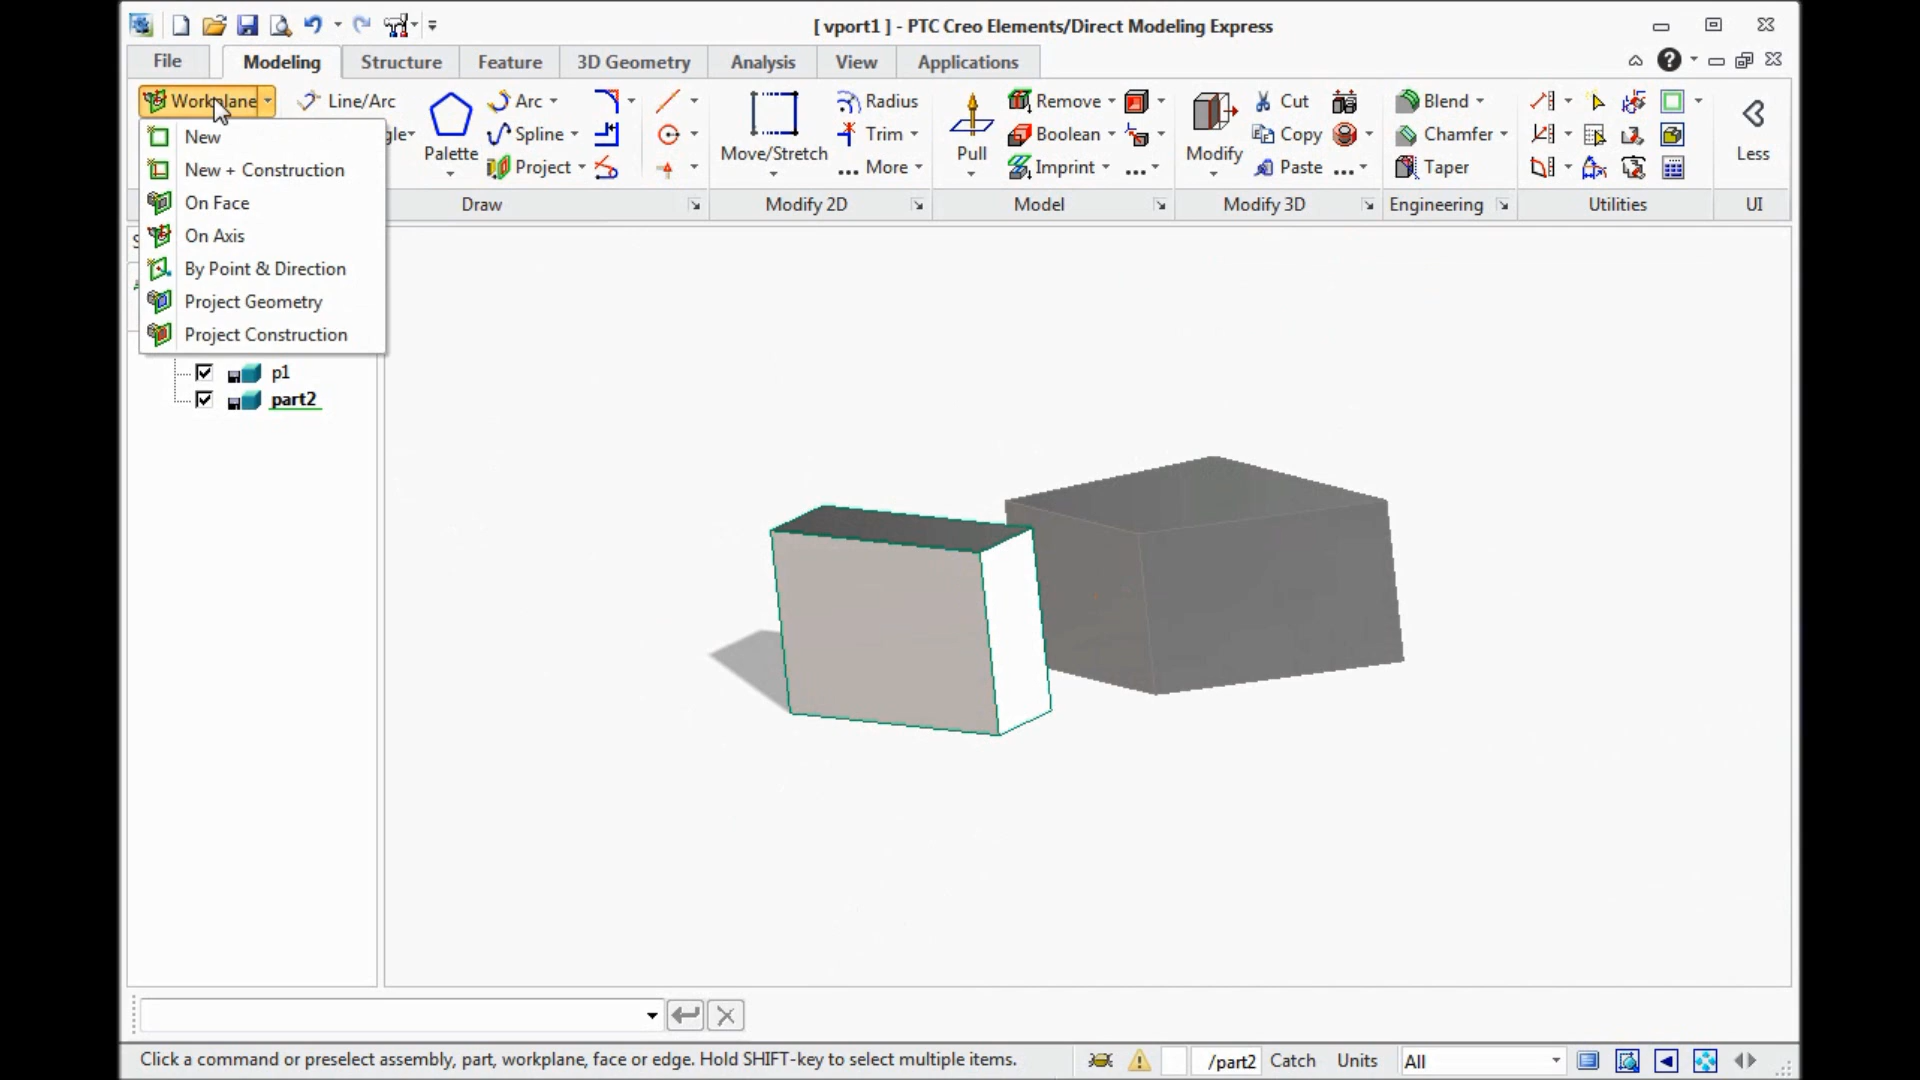 [ vport1 ] - PTC Creo Elements/Direct Modeling Express
File Modeling Structure Feature 3D Geometry Analysis View Applications
Workplane Line/Arc Arc Radius Remove Cut Blend
gle Palette Spline Move/Stretch Trim Pull Boolean Modify Copy Chamfer Less
Project More Imprint Paste Taper
Draw Modify 2D Model Modify 3D Engineering Utilities UI
New
New + Construction
On Face
On Axis
By Point & Direction
Project Geometry
Project Construction
p1
part2
Click a command or preselect assembly, part, workplane, face or edge. Hold SHIFT-key to select multiple items. /part2 Catch Units All